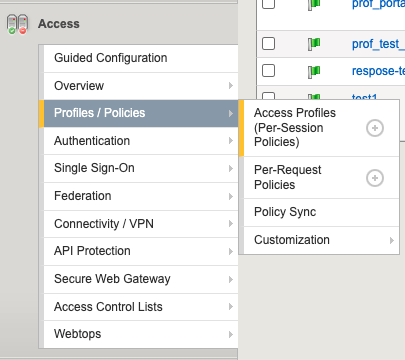 Access
Guided Configuration
Overview
Profiles / Policies
Authentication
Single Sign-On
Federation
Connectivity / VPN
API Protection
Secure Web Gateway
Access Control Lists
Webtops
prof_porta
prof_test_
respose-te
test1
Access Profiles
(Per-Session
Policies)
Per-Request
Policies
Policy Sync
Customization